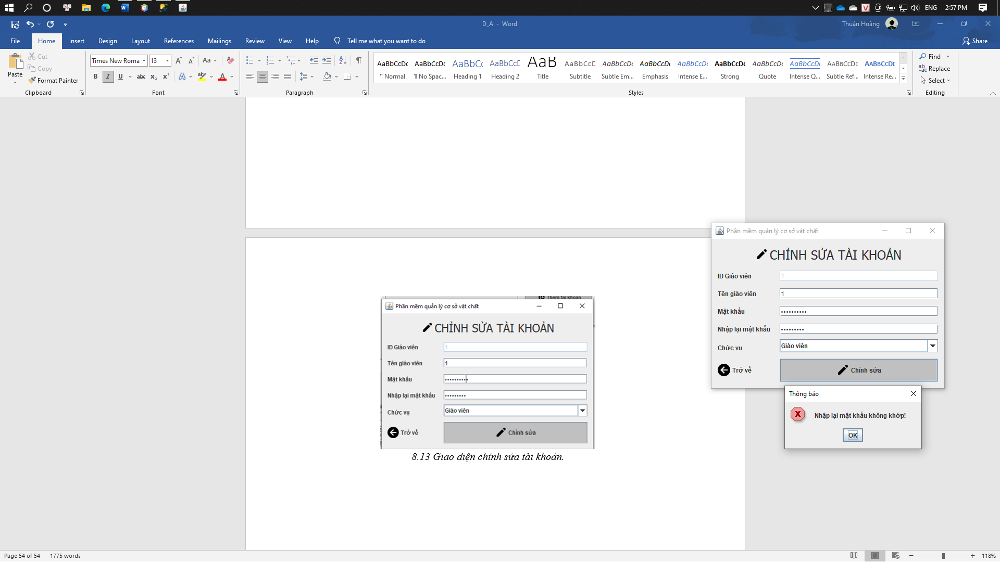 ENG 2:57 PM
D_A - Word
Thuận Hoàng
File Home Insert Design Layout References Mailings Review View Help Tell me what you want to do Share
Paste
Cut
Copy
Format Painter
Clipboard
Times New Roma 13
Font
Paragraph
AaBbCcDc AaBbCcDc AaBbCc AaBbCcD AaB AaBbCcD AaBbCcDc AaBbCcDc AaBbCcDc AaBbCcDc AaBbCcDc AaBbCcDc AaBbCcDd AaBbCcDd
¶ Normal ¶ No Spac... Heading 1 Heading 2 Title Subtitle Subtle Em... Emphasis Intense E... Strong Quote Intense Q... Subtle Ref... Intense Re...
Styles
Find
Replace
Select
Editing
Phần mềm quản lý cơ sở vật chất
CHỈNH SỬA TÀI KHOẢN
ID Giáo viên 1
Tên giáo viên 1
Mật khẩu ••••••••••
Nhập lại mật khẩu •••••••••
Chức vụ Giáo viên
Trở về Chỉnh sửa
8.13 Giao diện chỉnh sửa tài khoản.
Phần mềm quản lý cơ sở vật chất
CHỈNH SỬA TÀI KHOẢN
ID Giáo viên 1
Tên giáo viên 1
Mật khẩu ••••••••••
Nhập lại mật khẩu •••••••••
Chức vụ Giáo viên
Trở về Chỉnh sửa
Thông báo
Nhập lại mật khẩu không khớp!
OK
Page 54 of 54 1775 words
118%